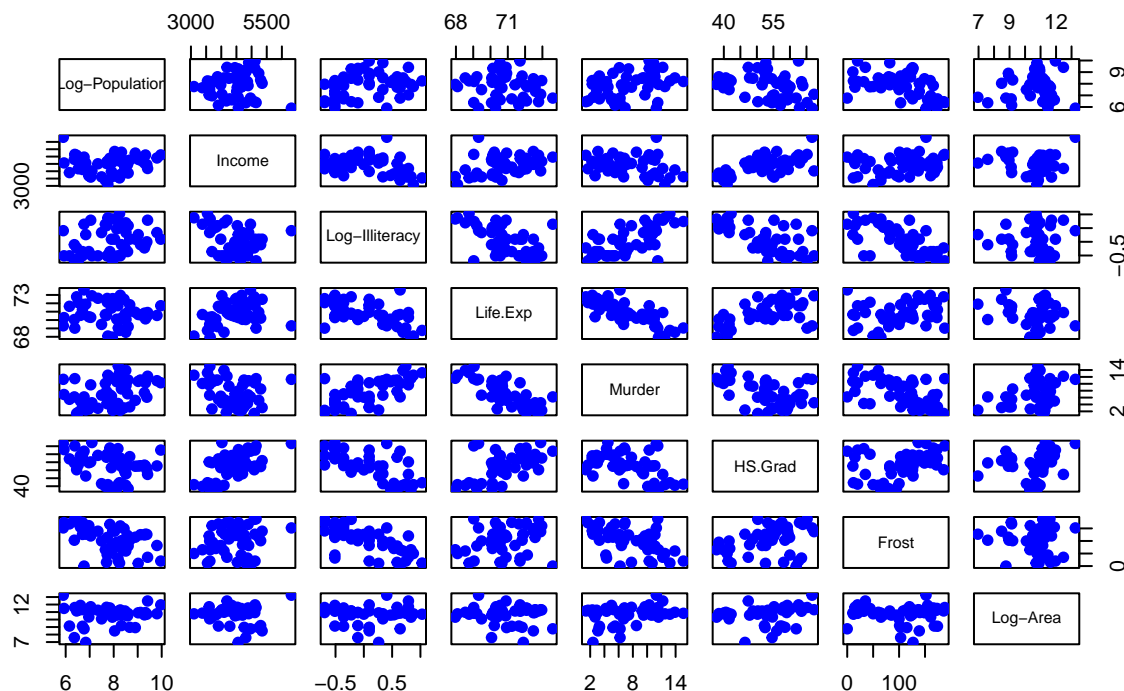 3000 5500 68 71 40 55 7 9 12
Log−Population 9
6
Income
3000
Log−Illiteracy
−0.5
73 Life.Exp
68
Murder 14
2
HS.Grad
40
Frost
0
12 Log−Area
7
6 8 10 −0.5 0.5 2 8 14 0 100